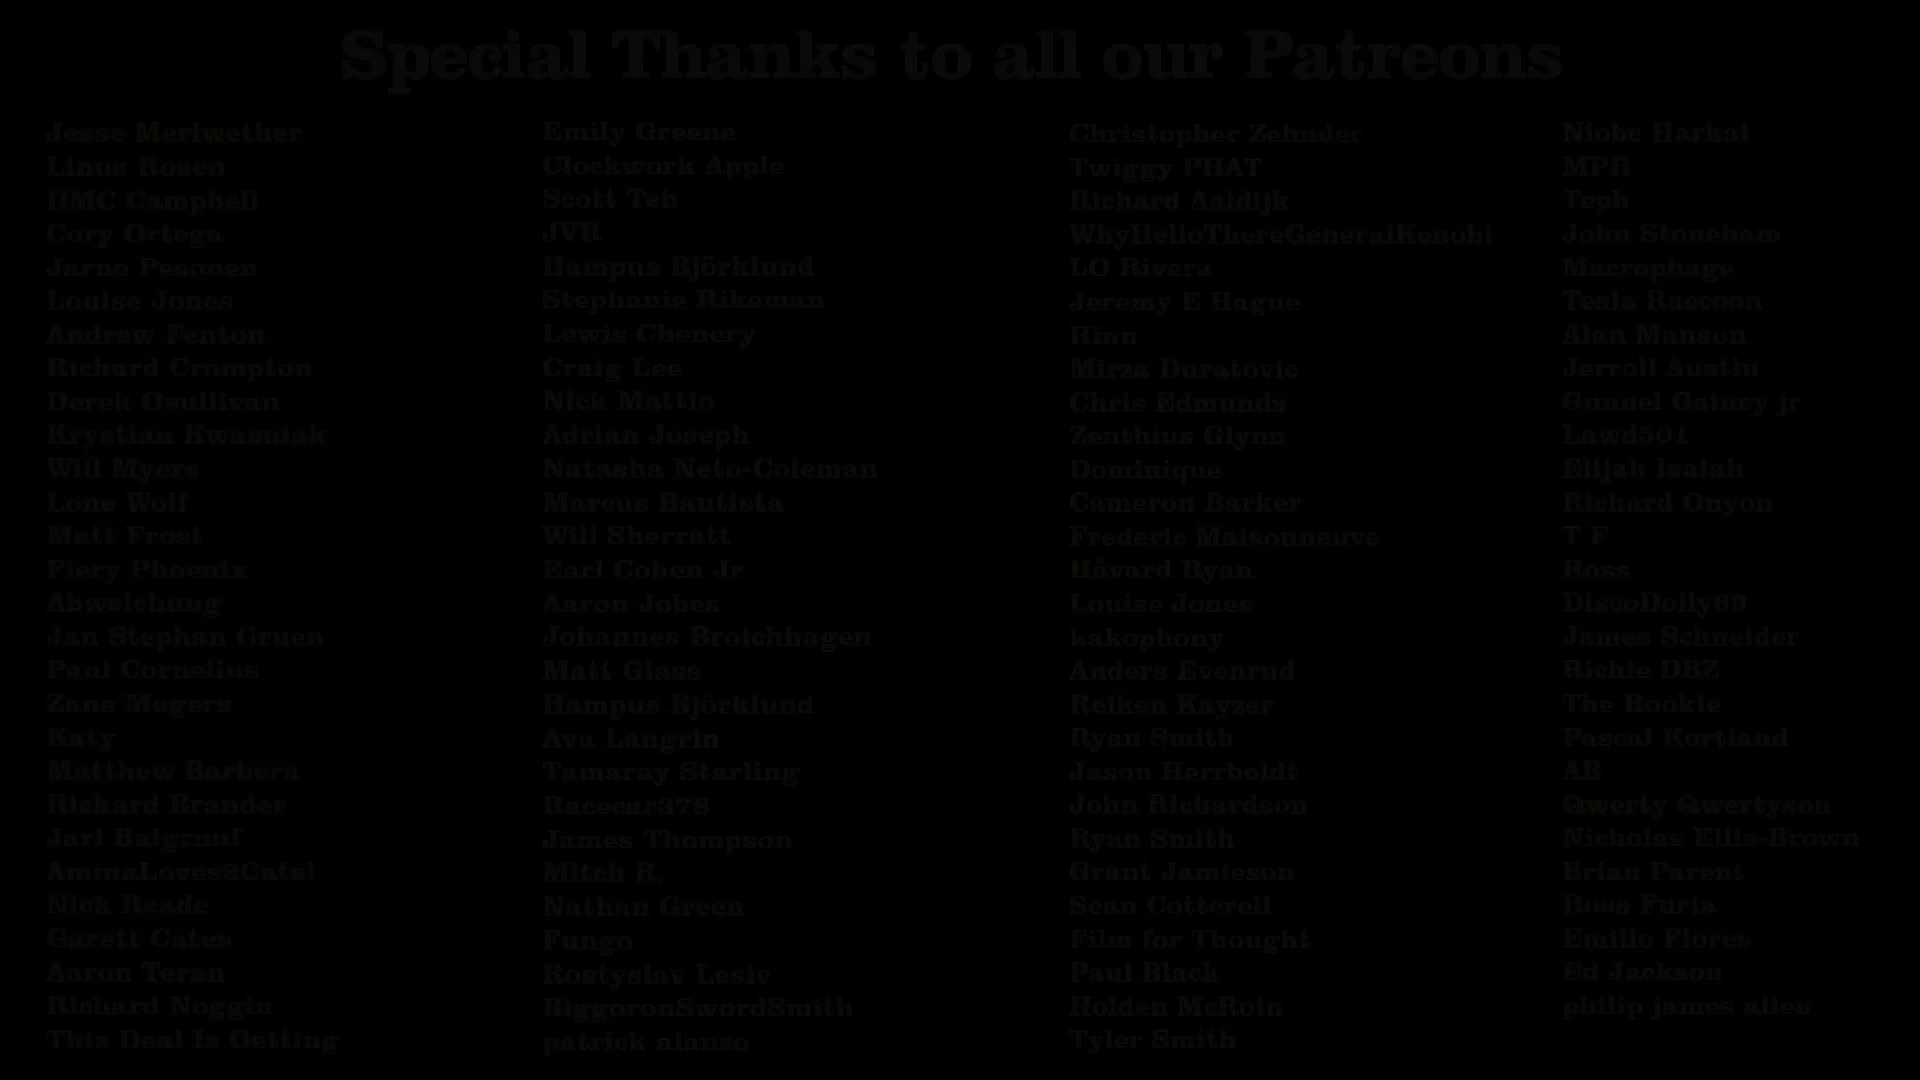 Special Thanks to all our Patreons
Jesse Meriwether
Linus Rosen
DMC Campbell
Cory Ortega
Jarno Pesonen
Louise Jones
Andrew Fenton
Richard Crompton
Derek Osullivan
Krystian Kwasniak
Will Myers
Lone Wolf
Matt Frost
Fiery Phoenix
Abweichung
Jan Stephan Gruen
Paul Cornelius
Zane Magers
Katy
Matthew Barbera
Richard Brander
Jarl Balgruuf
AminaLoves2Cats!
Nick Reade
Garett Cates
Aaron Teran
Richard Noggin
This Deal Is Getting
Emily Greene
Clockwork Apple
Scott Teh
JVR
Hampus Björklund
Stephanie Rikeman
Lewis Chenery
Craig Lee
Nick Mattio
Adrian Joseph
Natasha Neto-Coleman
Marcus Bautista
Will Sherratt
Earl Cohen Jr
Aaron Jobes
Johannes Broichhagen
Matt Glass
Hampus Björklund
Ava Langrin
Tamaray Starling
Racecar378
James Thompson
Mitch R.
Nathan Green
Fungo
Rostyslav Lesiv
BiggoronSwordSmith
patrick alanso
Christopher Zehnder
Twiggy PHAT
Richard Aaldijk
WhyHelloThereGeneralKenobi
LO Rivera
Jeremy E Hague
Hinn
Mirza Duratovic
Chris Edmunds
Zenthius Glynn
Dominique
Cameron Barker
Frederic Maisonneuve
Håvard Ryan
Louise Jones
kakophony
Anders Evenrud
Reiken Kayzer
Ryan Smith
Jason Herrboldt
John Richardson
Ryan Smith
Grant Jamieson
Sean Cotterell
Film for Thought
Paul Black
Holden McRoin
Tyler Smith
Niobe Harkai
MPH
Teph
John Stoneham
Macrophage
Tesla Raccoon
Alan Manson
Jerroll Austin
Gunnel Gainey jr
Lawd501
Elijah Isaiah
Richard Onyon
T F
Ross
DiscoDolly69
James Schneider
Richie DBZ
The Rookie
Pascal Kortland
AB
Qwerty Qwertyson
Nicholas Ellis-Brown
Brian Parent
Ross Furla
Emilio Flores
Ed Jackson
philip james allen